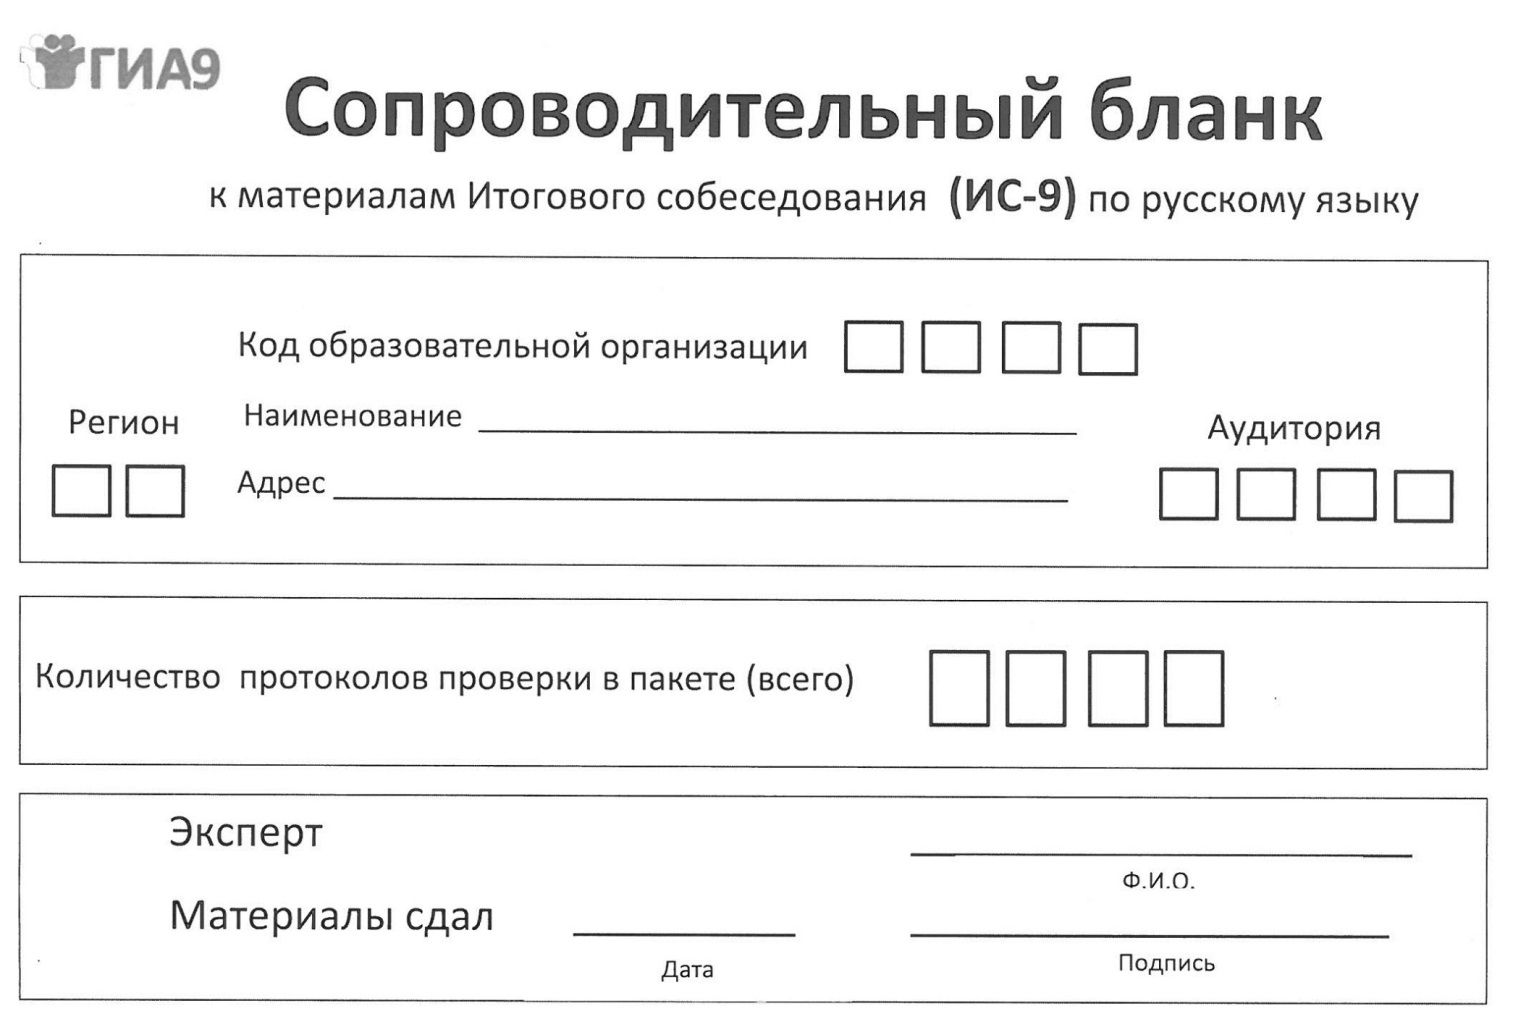 ГИА9
Сопроводительный бланк
к материалам Итогового собеседования (ИС-9) по русскому языку
Код образовательной организации
Регион
Наименование
Аудитория
Адрес
Количество протоколов проверки в пакете (всего)
Эксперт
Ф.И.О.
Материалы сдал
Дата
Подпись